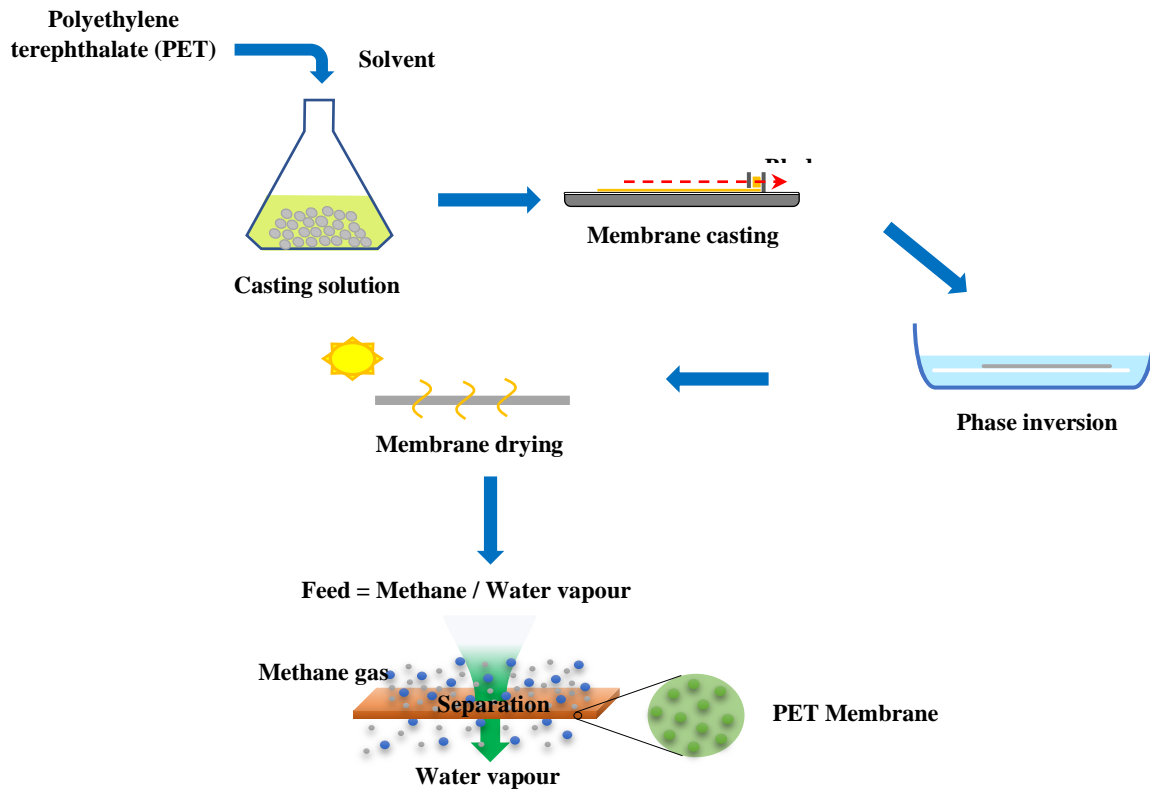 Polyethylene
terephthalate (PET)
Solvent
Casting solution
Membrane casting
Phase inversion
Membrane drying
Feed = Methane / Water vapour
Methane gas
Separation
PET Membrane
Water vapour